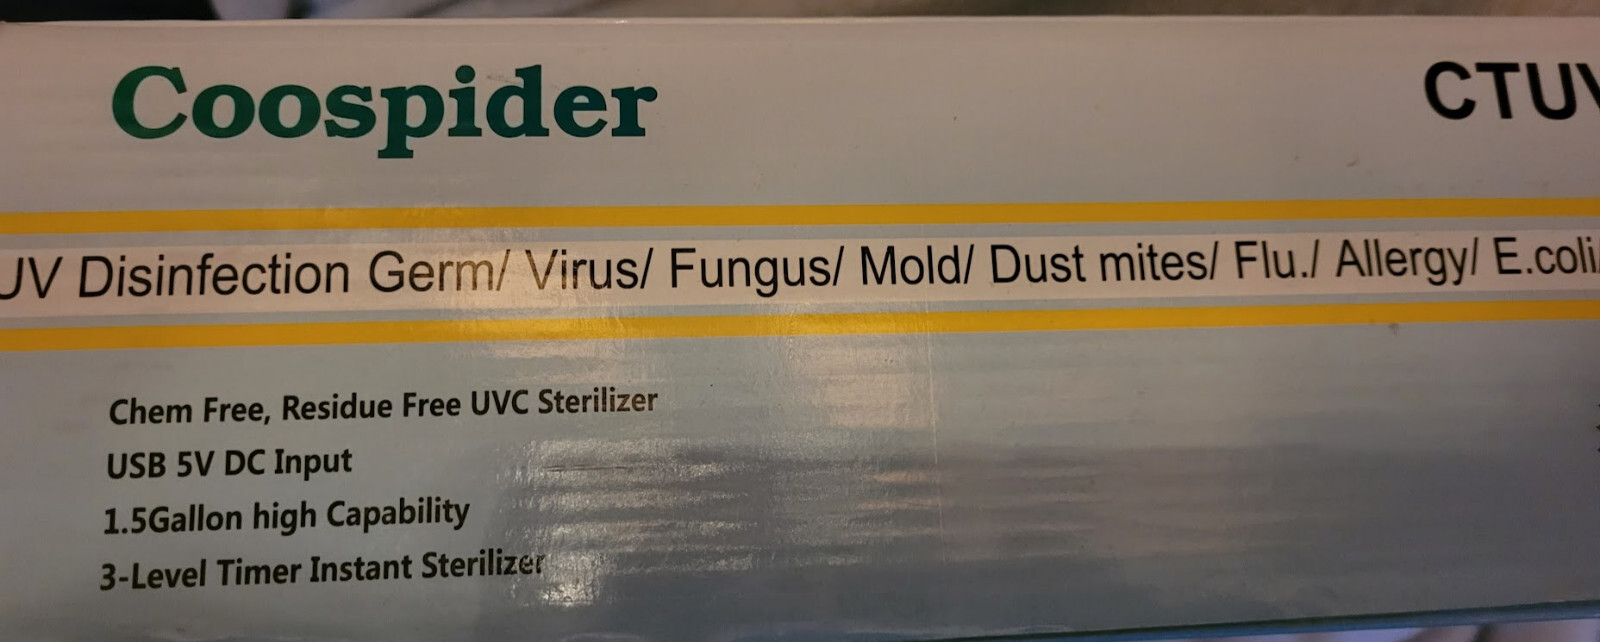 Coospider
CTUV
UV Disinfection Germ/ Virus/ Fungus/ Mold/ Dust mites/ Flu./ Allergy/ E.coli/
Chem Free, Residue Free UVC Sterilizer
USB 5V DC Input
1.5Gallon high Capability
3-Level Timer Instant Sterilizer